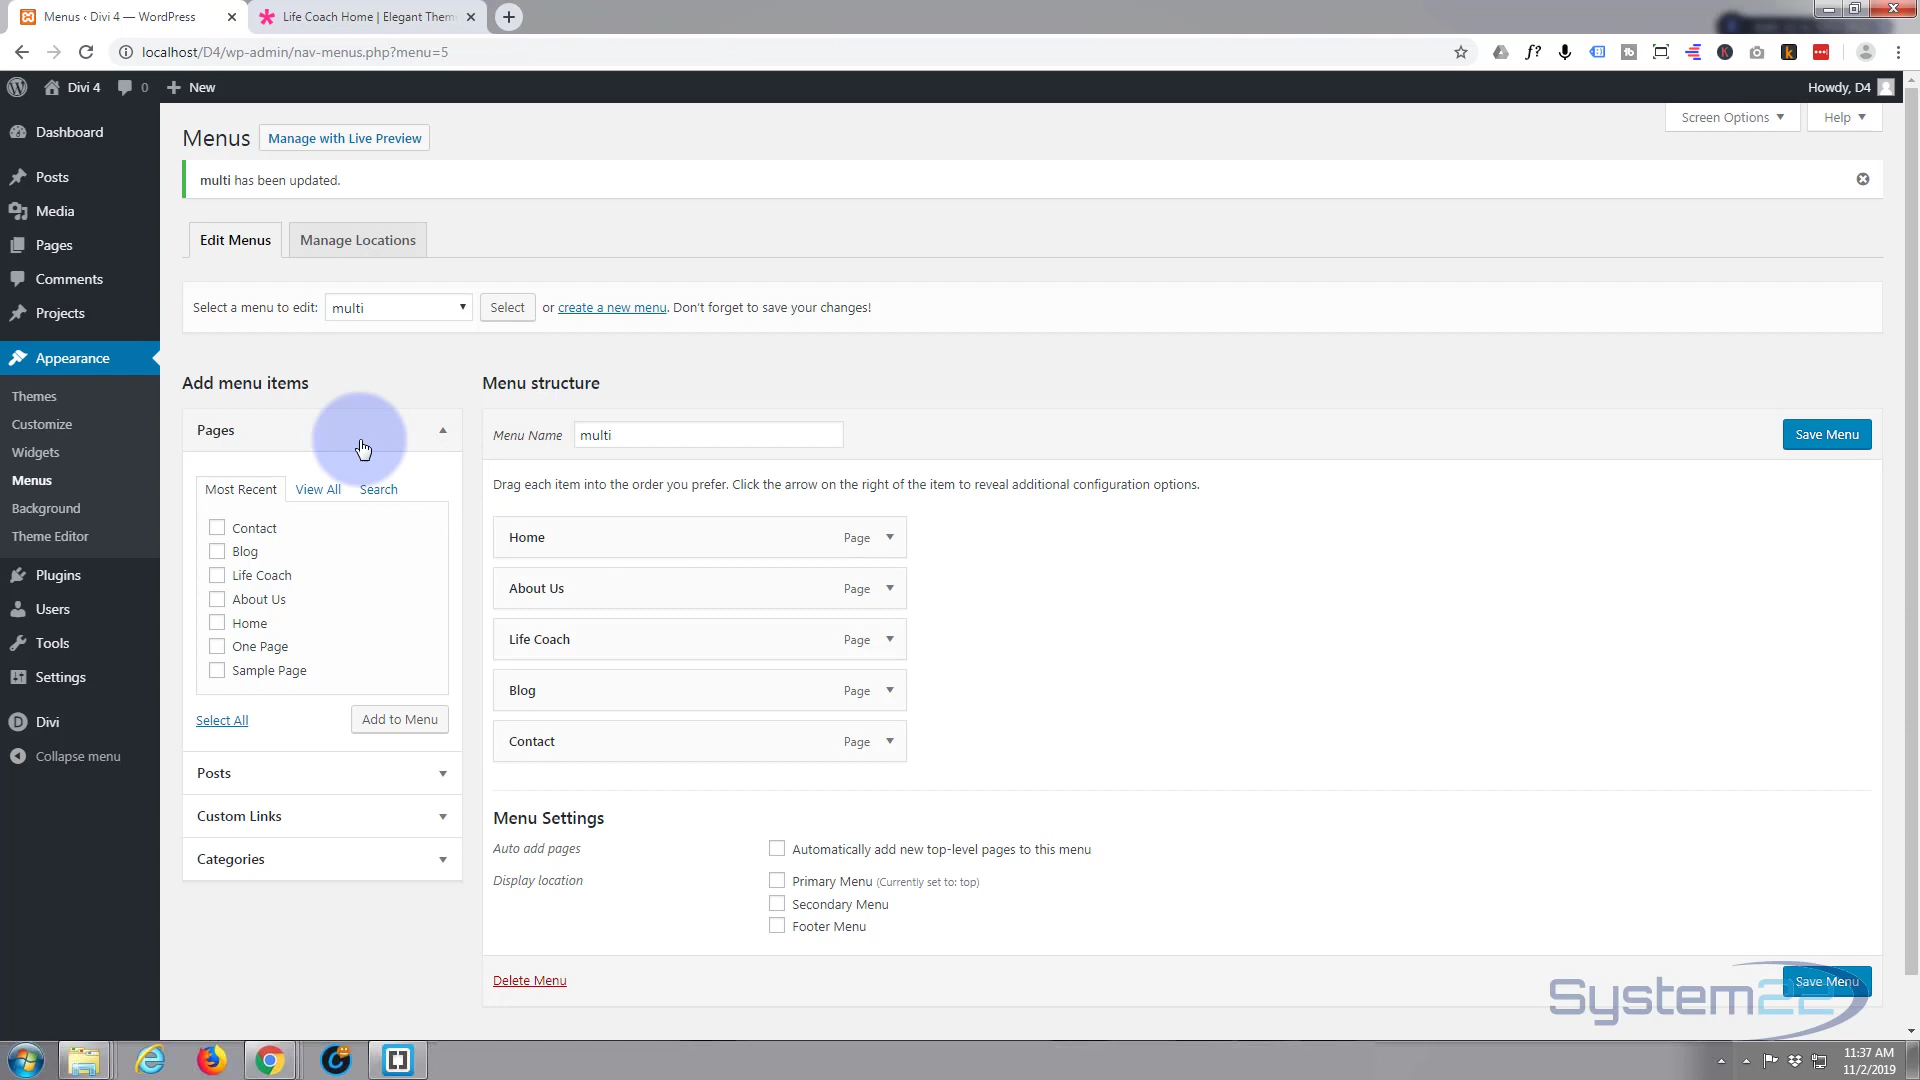 Menus ‹ Divi 4 — WordPress
Life Coach Home | Elegant Them
localhost/D4/wp-admin/nav-menus.php?menu=5
Divi 4
0
New
Howdy, D4
Screen Options
Help
Dashboard
Posts
Media
Pages
Comments
Projects
Appearance
Themes
Customize
Widgets
Menus
Background
Theme Editor
Plugins
Users
Tools
Settings
Divi
Collapse menu
Menus
Manage with Live Preview
multi has been updated.
Edit Menus
Manage Locations
Select a menu to edit: multi Select or create a new menu. Don't forget to save your changes!
Add menu items
Pages
Most Recent
View All
Search
Contact
Blog
Life Coach
About Us
Home
One Page
Sample Page
Select All
Add to Menu
Posts
Custom Links
Categories
Menu structure
Menu Name multi
Save Menu
Drag each item into the order you prefer. Click the arrow on the right of the item to reveal additional configuration options.
Home Page
About Us Page
Life Coach Page
Blog Page
Contact Page
Menu Settings
Auto add pages
Automatically add new top-level pages to this menu
Display location
Primary Menu (Currently set to: top)
Secondary Menu
Footer Menu
Delete Menu
Save Menu
System22
11:37 AM
11/2/2019